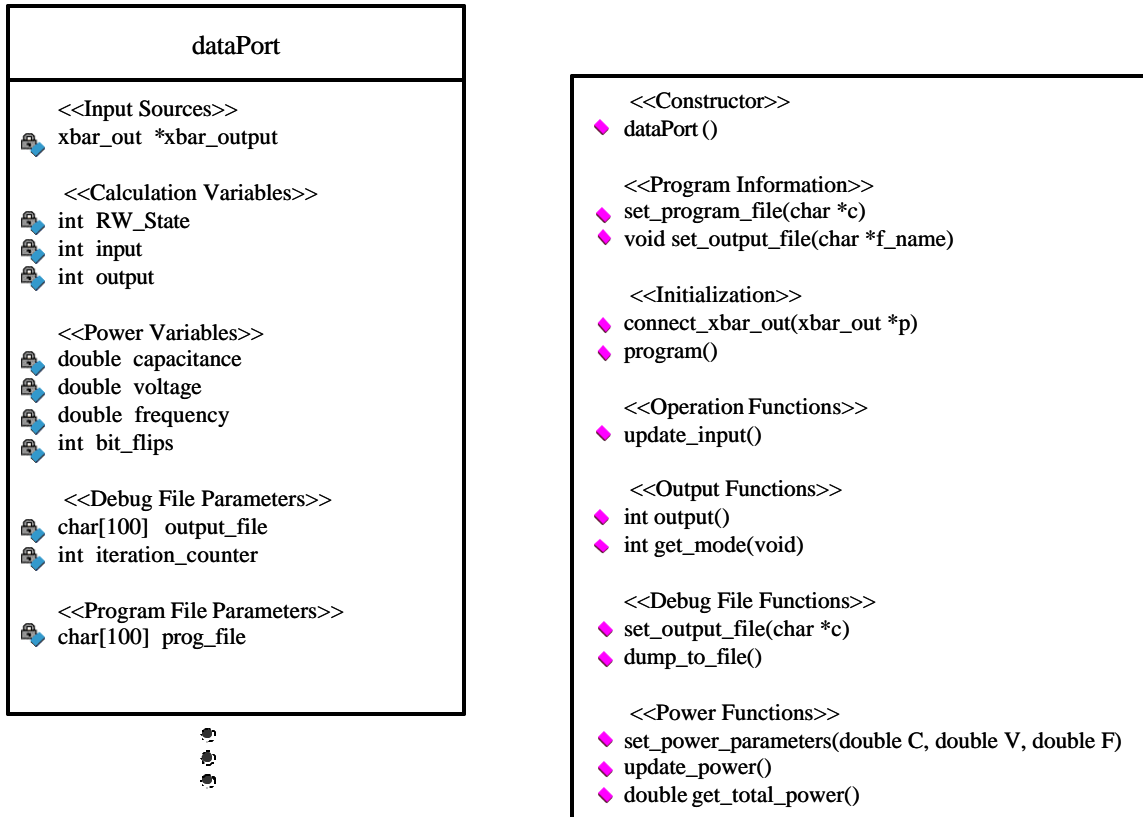 dataPort
<<Input Sources>>
xbar_out *xbar_output
<<Calculation Variables>>
int RW_State
int input
int output
<<Power Variables>>
double capacitance
double voltage
double frequency
int bit_flips
<<Debug File Parameters>>
char[100] output_file
int iteration_counter
<<Program File Parameters>>
char[100] prog_file
<<Constructor>>
dataPort ()
<<Program Information>>
set_program_file(char *c)
void set_output_file(char *f_name)
<<Initialization>>
connect_xbar_out(xbar_out *p)
program()
<<Operation Functions>>
update_input()
<<Output Functions>>
int output()
int get_mode(void)
<<Debug File Functions>>
set_output_file(char *c)
dump_to_file()
<<Power Functions>>
set_power_parameters(double C, double V, double F)
update_power()
double get_total_power()